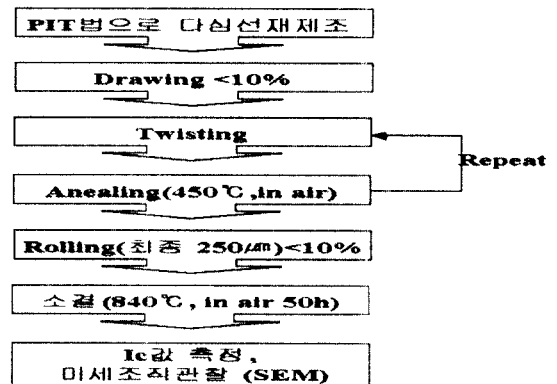 PIT법으로 다심선재제조
Drawing <10%
Twisting
Repeat
Anealing(450℃,in air)
Rolling(최종 250㎛)<10%
소결(840℃, in air 50h)
Ic값 측정,
미세조직관찰 (SEM)